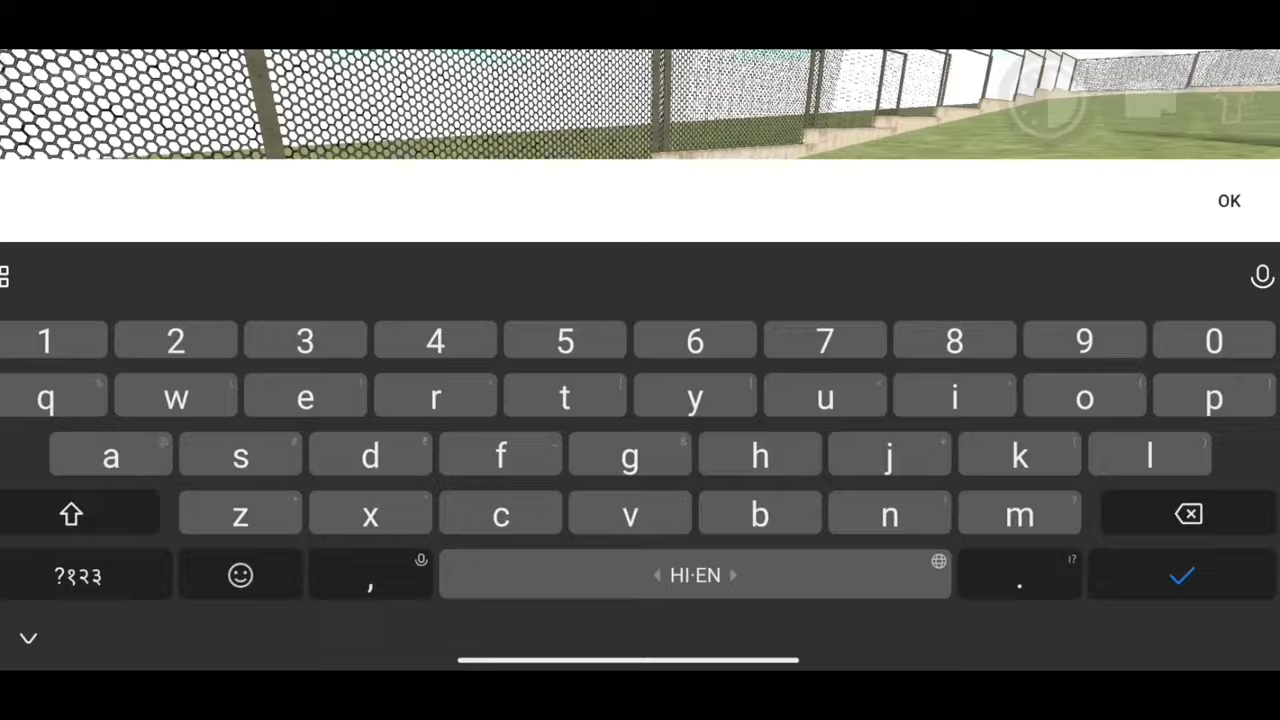 OK
1 2 3 4 5 6 7 8 9 0
q w e r t y u i o p
a s d f g h j k l
z x c v b n m
?१२३ , HI·EN . !?